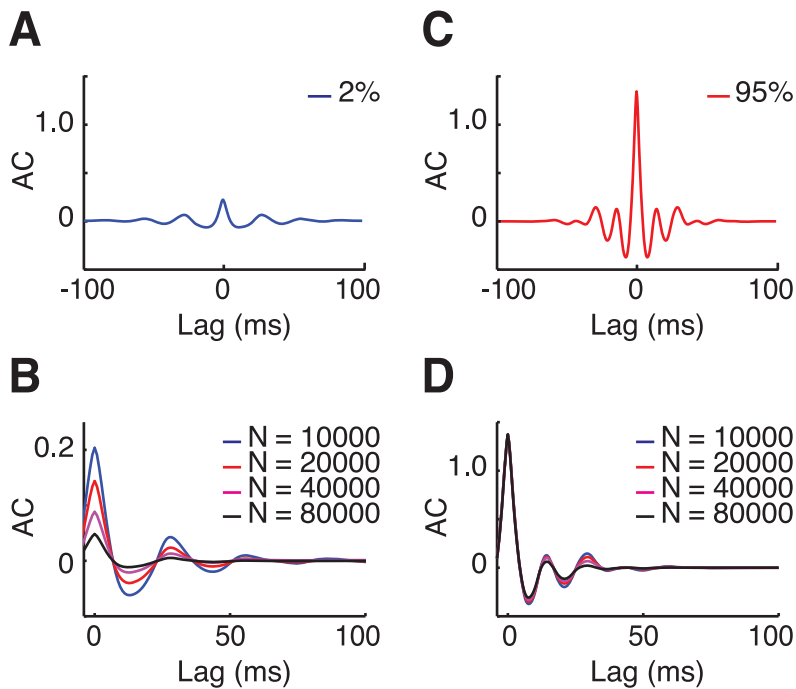 A
AC
1.0
0
2%
-100
0
100
Lag (ms)
C
AC
1.0
0
95%
-100
0
100
Lag (ms)
B
AC
0.2
0
N = 10000
N = 20000
N = 40000
N = 80000
0
50
100
Lag (ms)
D
AC
1.0
0
N = 10000
N = 20000
N = 40000
N = 80000
0
50
100
Lag (ms)